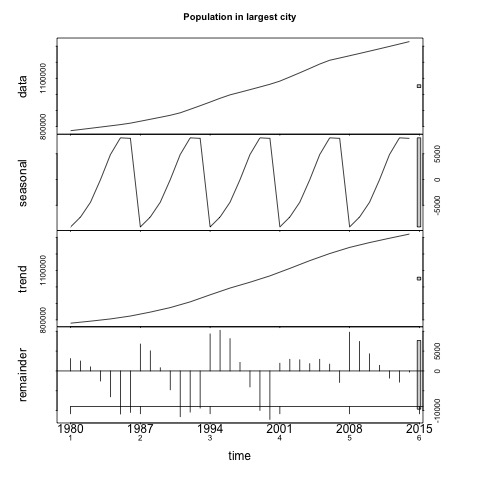 Population in largest city
data
800000 1100000
seasonal
-5000 0 5000
trend
800000 1100000
remainder
-10000 0 5000
1980 1987 1994 2001 2008 2015
1 2 3 4 5 6
time